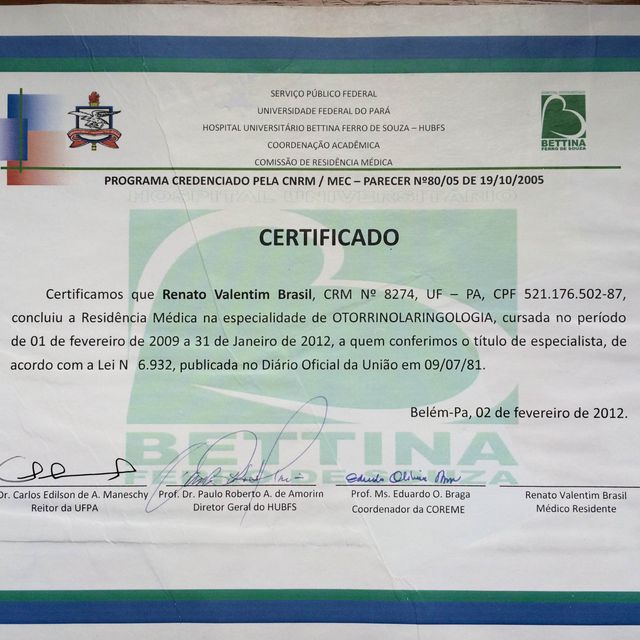 SERVIÇO PÚBLICO FEDERAL
UNIVERSIDADE FEDERAL DO PARÁ
HOSPITAL UNIVERSITÁRIO BETTINA FERRO DE SOUZA – HUBFS
COORDENAÇÃO ACADÊMICA
COMISSÃO DE RESIDÊNCIA MÉDICA
BETTINA
FERRO DE SOUZA
PROGRAMA CREDENCIADO PELA CNRM / MEC – PARECER Nº80/05 DE 19/10/2005
HOSPITAL UNIVERSITÁRIO
CERTIFICADO
Certificamos que Renato Valentim Brasil, CRM Nº 8274, UF – PA, CPF 521.176.502-87,
concluiu a Residência Médica na especialidade de OTORRINOLARINGOLOGIA, cursada no período
de 01 de fevereiro de 2009 a 31 de Janeiro de 2012, a quem conferimos o título de especialista, de
acordo com a Lei N 6.932, publicada no Diário Oficial da União em 09/07/81.
Belém-Pa, 02 de fevereiro de 2012.
BETTINA
FERRO DE SOUZA
Dr. Carlos Edilson de A. Maneschy
Reitor da UFPA
Prof. Dr. Paulo Roberto A. de Amorim
Diretor Geral do HUBFS
Prof. Ms. Eduardo O. Braga
Coordenador da COREME
Renato Valentim Brasil
Médico Residente